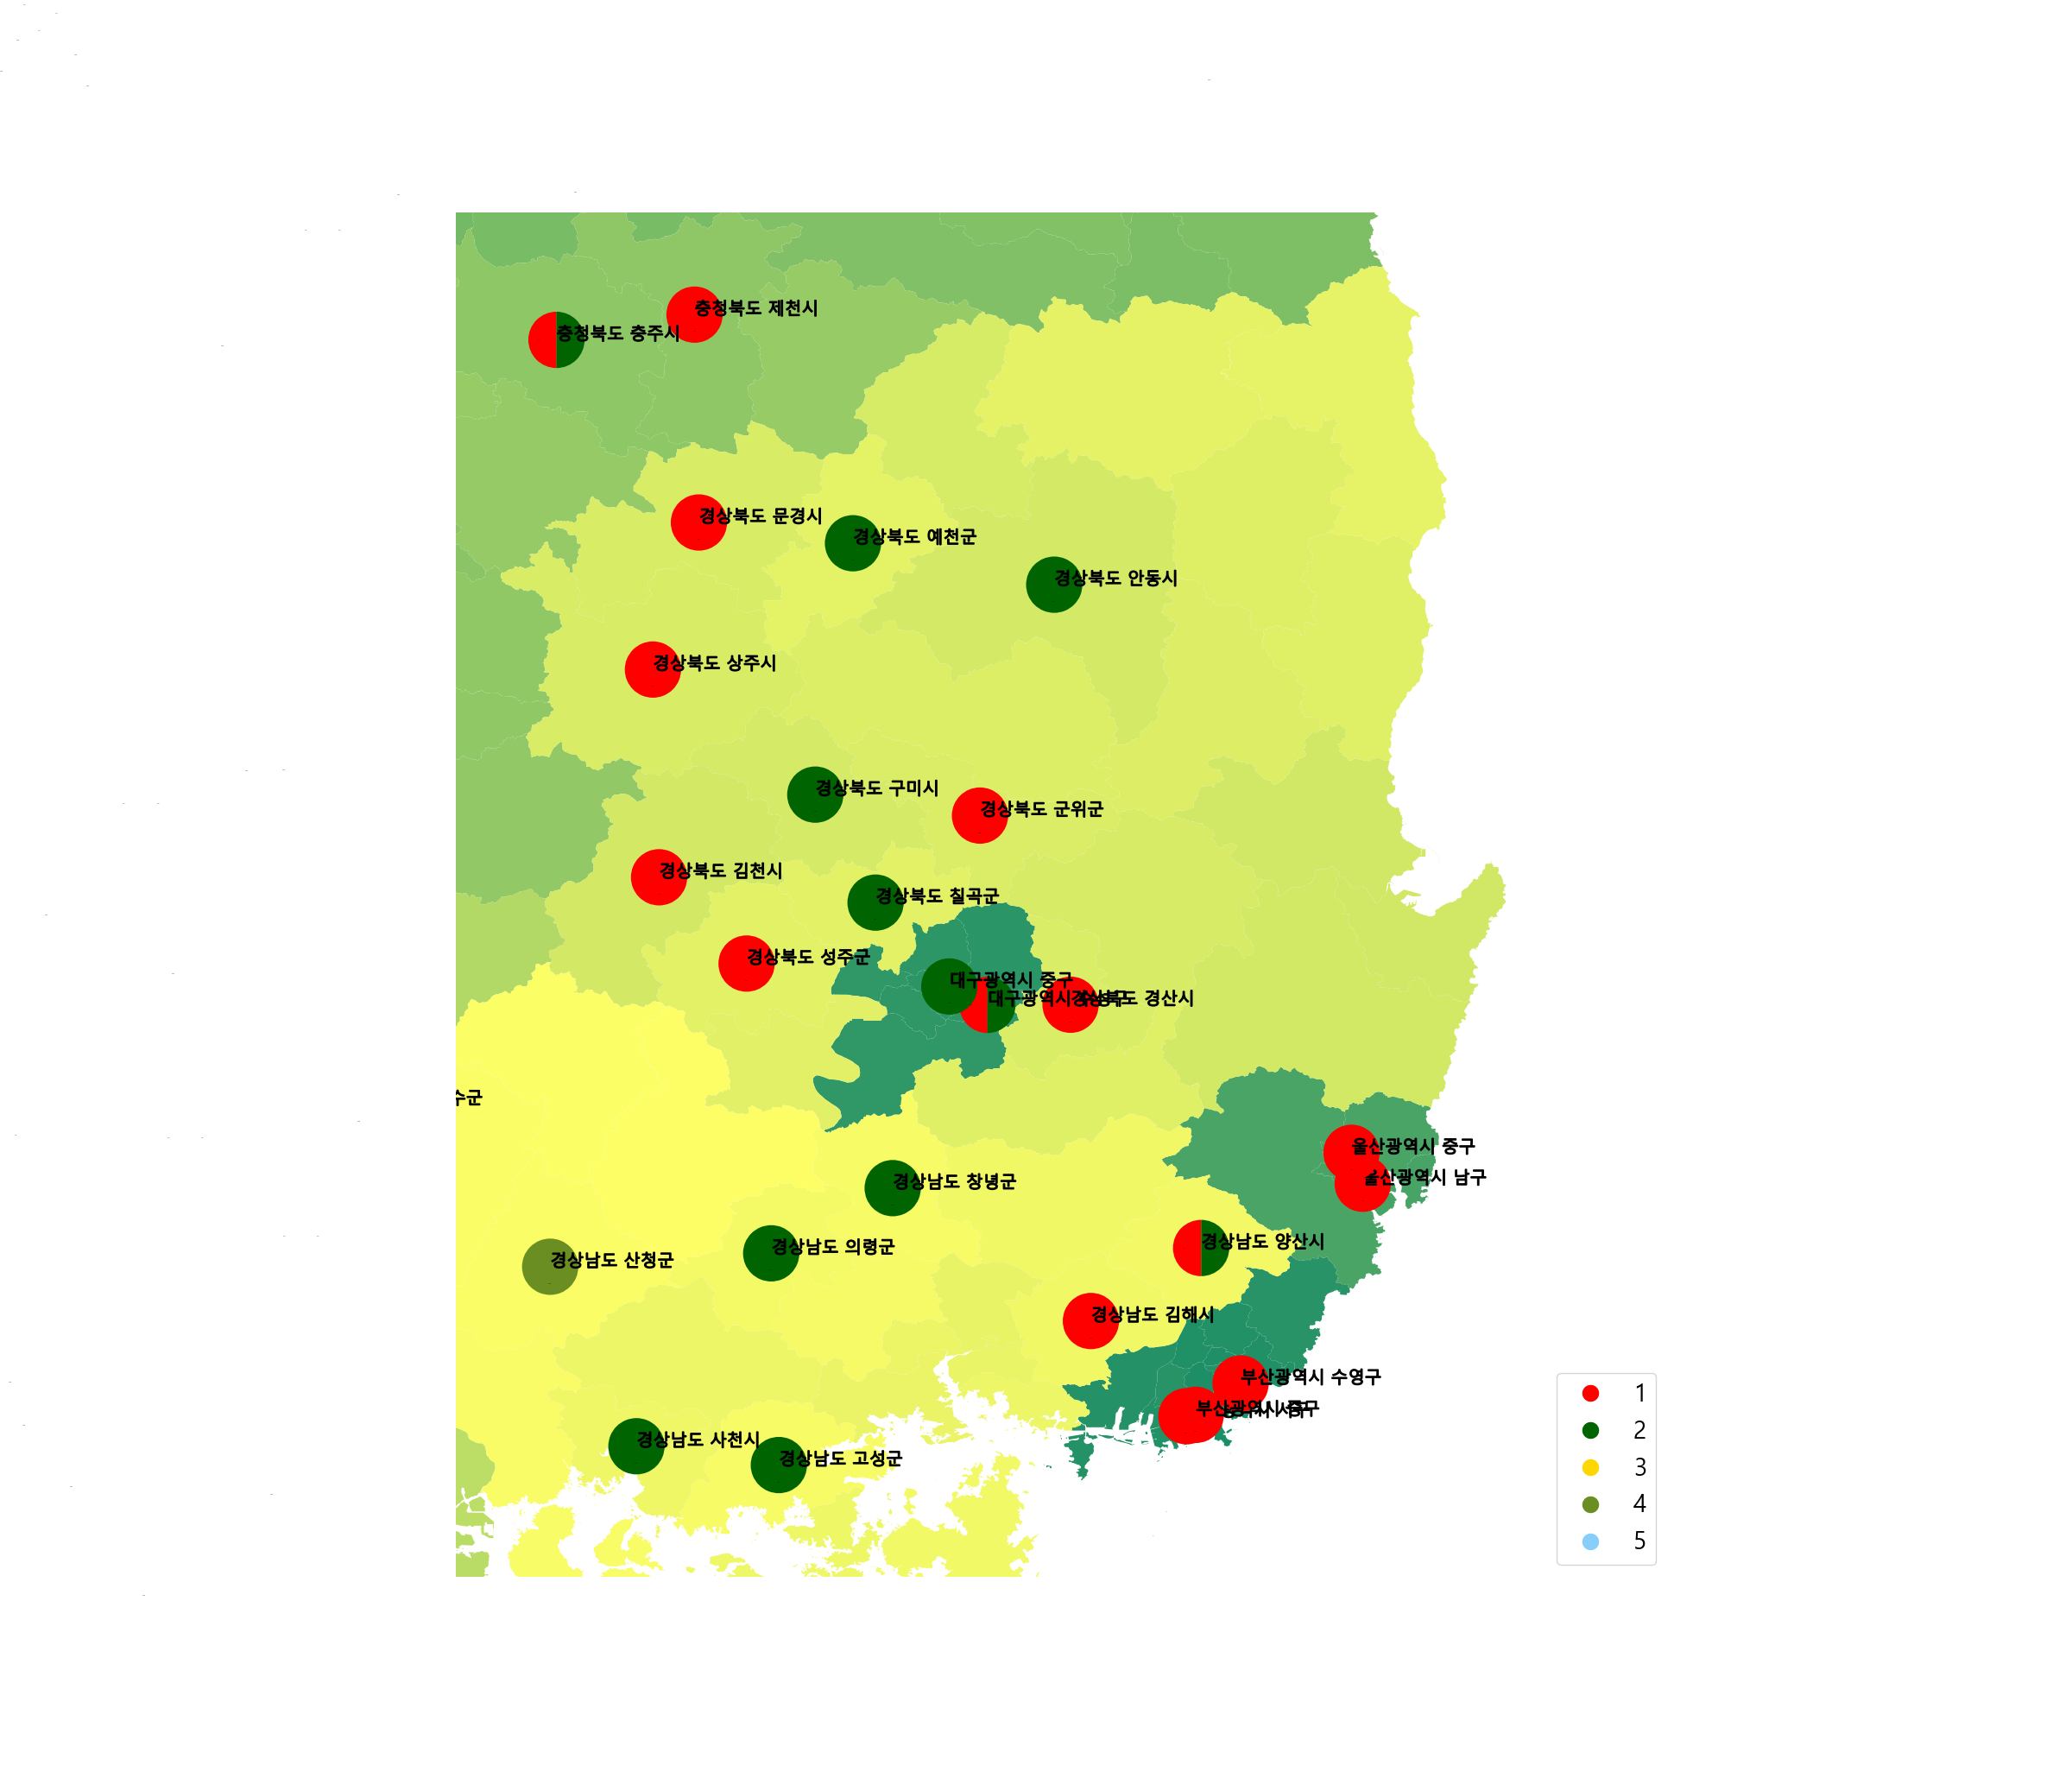 충청북도 제천시
충청북도 충주시
경상북도 문경시
경상북도 예천군
경상북도 안동시
경상북도 상주시
경상북도 구미시
경상북도 군위군
경상북도 김천시
경상북도 칠곡군
경상북도 성주군
대구광역시 중구
대구광역시
경산시
수군
울산광역시 중구
울산광역시 남구
경상남도 창녕군
경상남도 양산시
경상남도 의령군
경상남도 산청군
경상남도 김해시
부산광역시 수영구
부산광역시
경상남도 사천시
경상남도 고성군
1
2
3
4
5